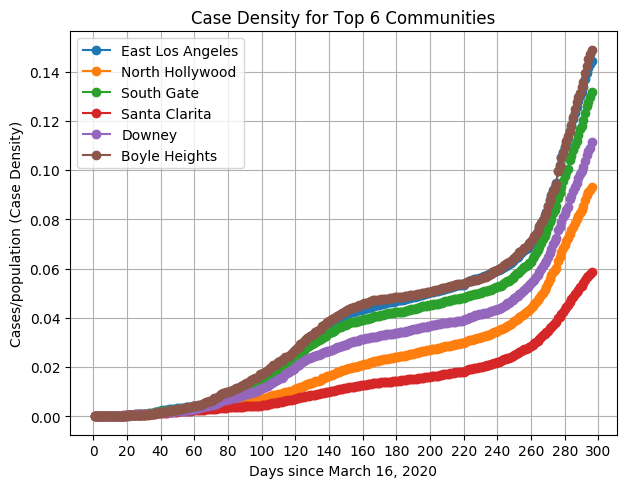 Case Density for Top 6 Communities
East Los Angeles
North Hollywood
South Gate
Santa Clarita
Downey
Boyle Heights
Cases/population (Case Density)
0.14
0.12
0.10
0.08
0.06
0.04
0.02
0.00
0 20 40 60 80 100 120 140 160 180 200 220 240 260 280 300
Days since March 16, 2020